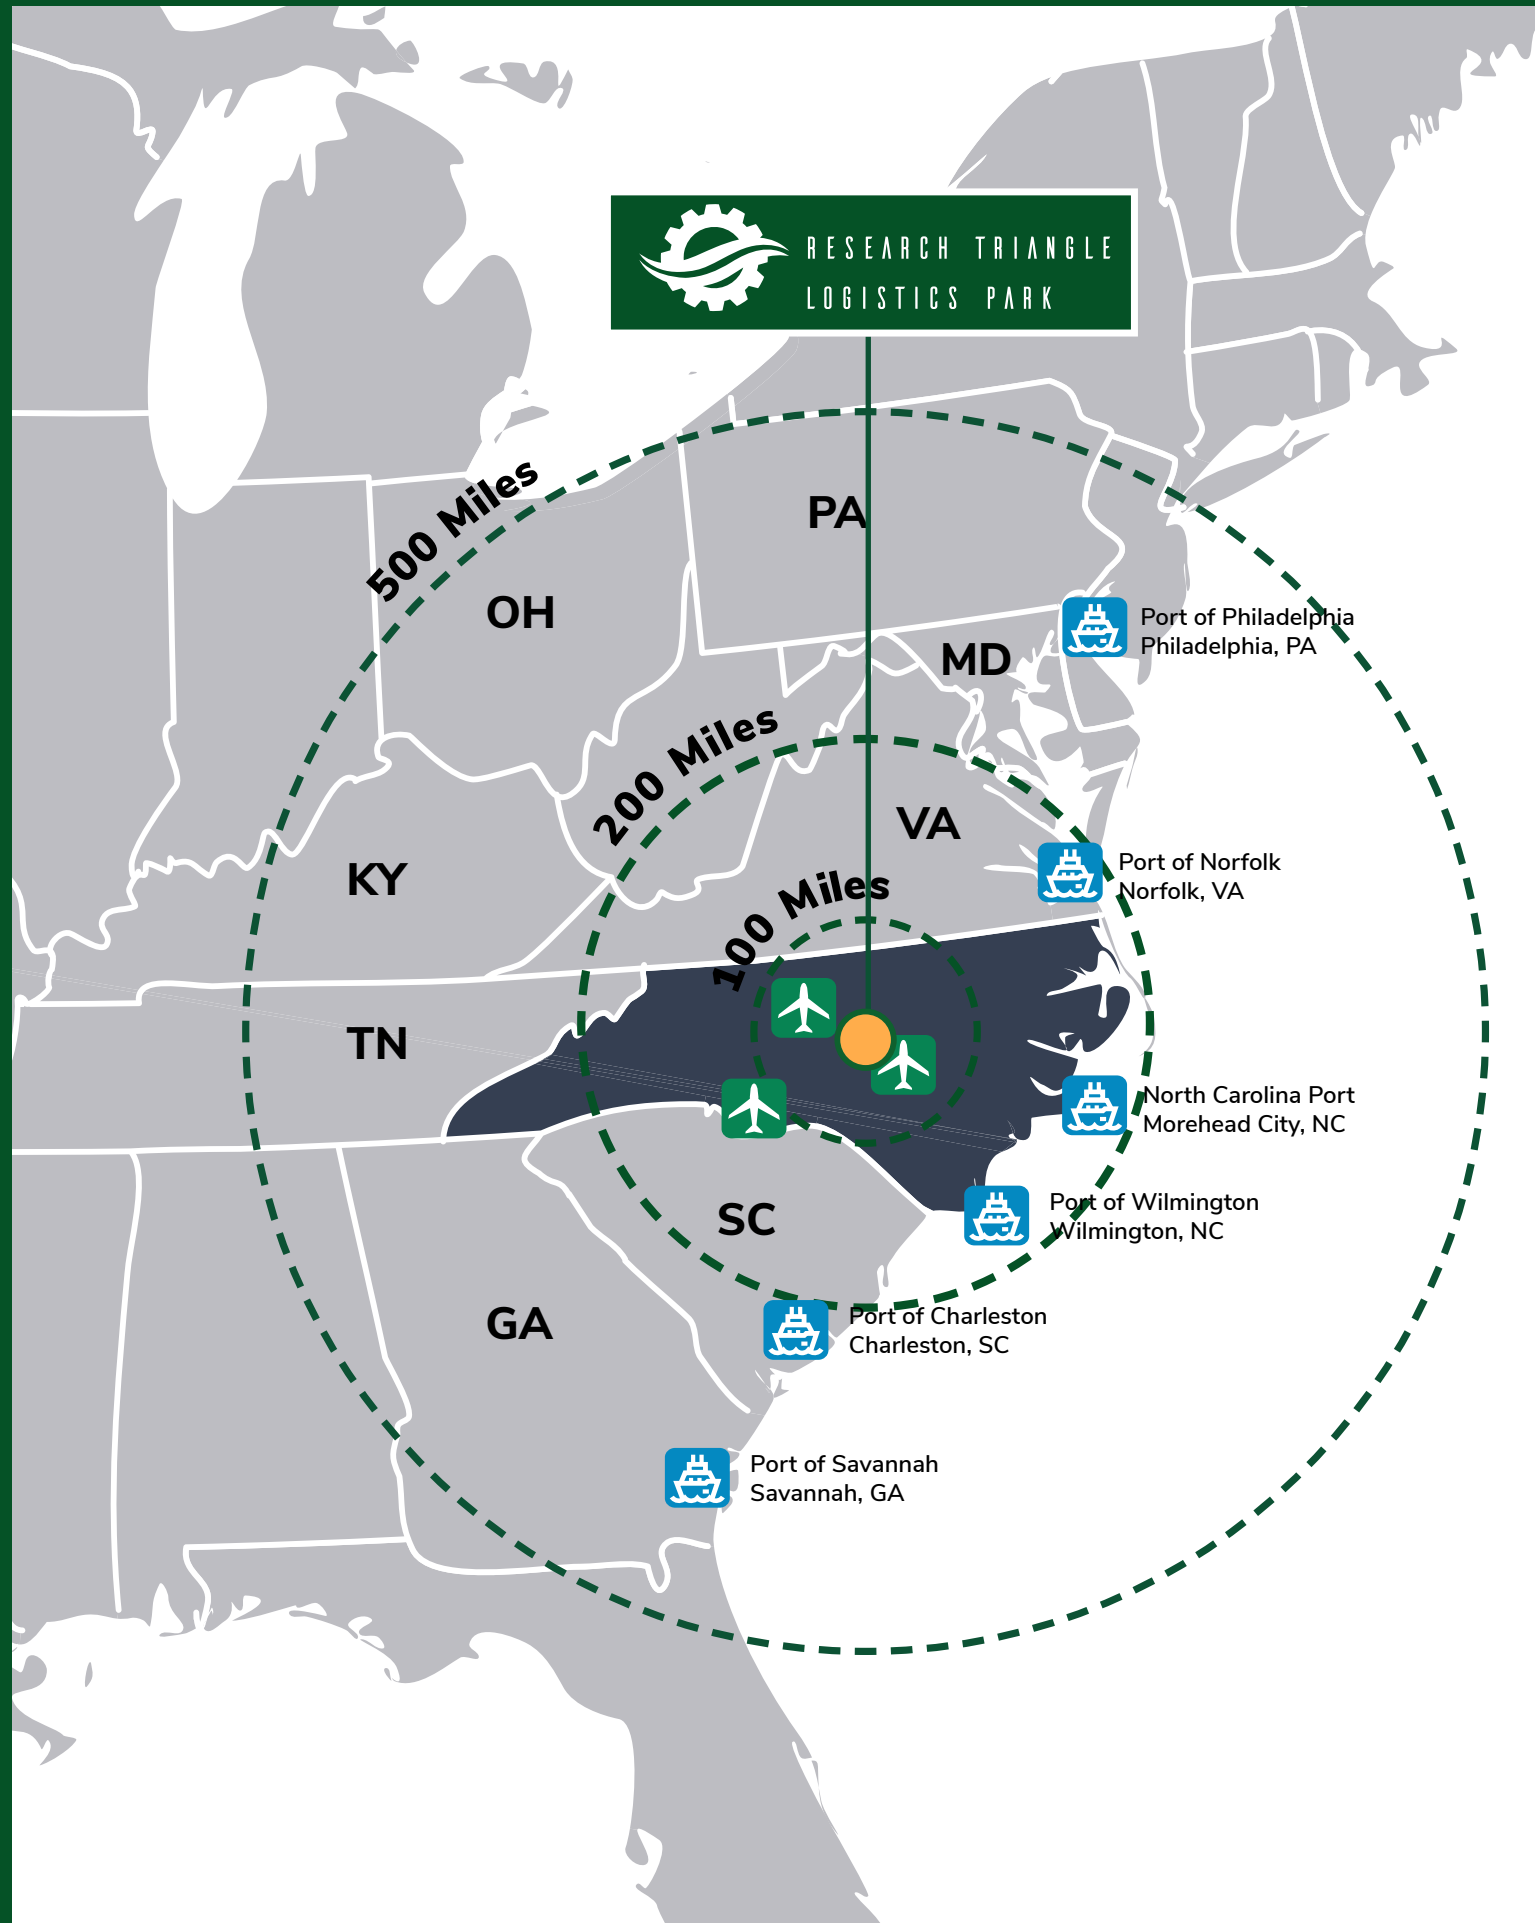 RESEARCH TRIANGLE
LOGISTICS PARK
500 Miles
PA
OH
Port of Philadelphia
Philadelphia, PA
MD
200 Miles
VA
KY
Port of Norfolk
Norfolk, VA
100 Miles
TN
North Carolina Port
Morehead City, NC
Port of Wilmington
Wilmington, NC
SC
GA
Port of Charleston
Charleston, SC
Port of Savannah
Savannah, GA